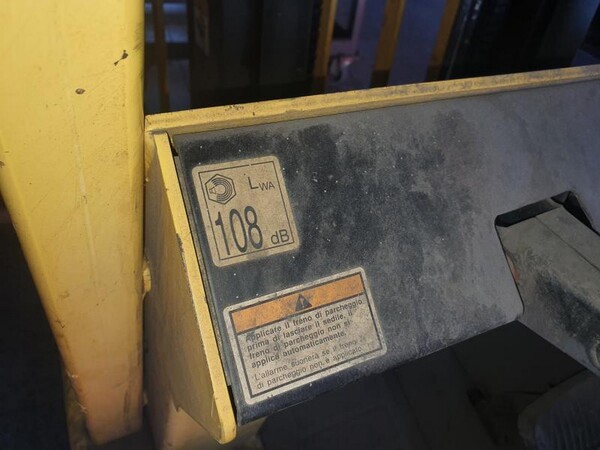 LWA
108 dB
Applicare il freno di parcheggio
prima di lasciare il sedile, il
freno di parcheggio non si
applica automaticamente.
L'allarme suonerà se il freno
di parcheggio non è applicato